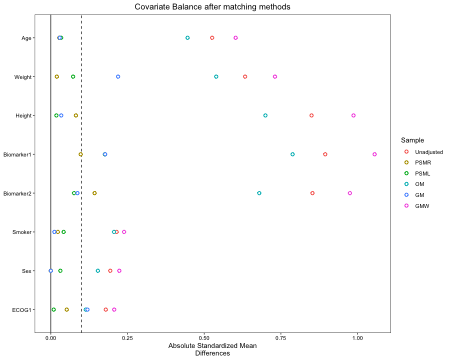 Covariate Balance after matching methods
Age
Weight
Height
Biomarker1
Biomarker2
Smoker
Sex
ECOG1
0.00
0.25
0.50
0.75
1.00
Absolute Standardized Mean
Differences
Sample
Unadjusted
PSMR
PSML
OM
GM
GMW